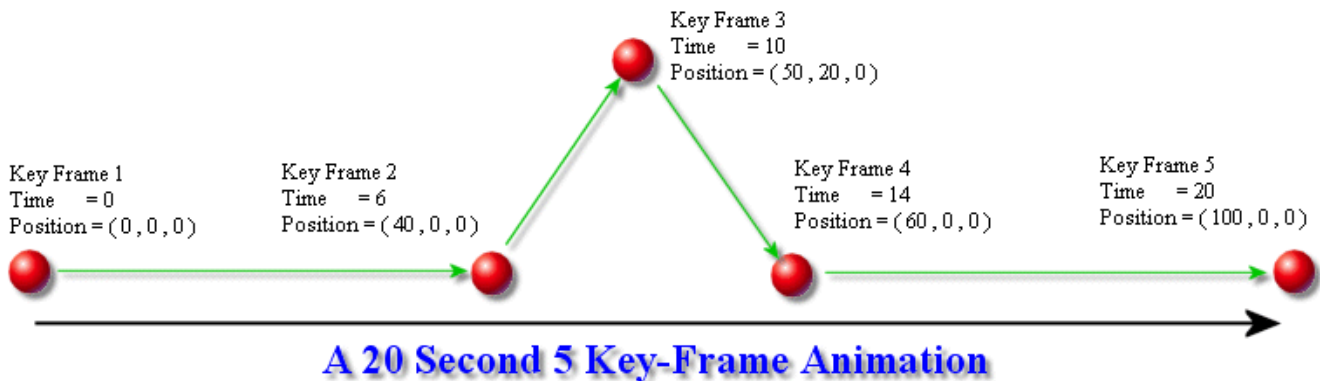 Key Frame 1
Time = 0
Position = ( 0 , 0 , 0 )
Key Frame 2
Time = 6
Position = ( 40 , 0 , 0 )
Key Frame 3
Time = 10
Position = ( 50 , 20 , 0 )
Key Frame 4
Time = 14
Position = ( 60 , 0 , 0 )
Key Frame 5
Time = 20
Position = ( 100 , 0 , 0 )
A 20 Second 5 Key-Frame Animation